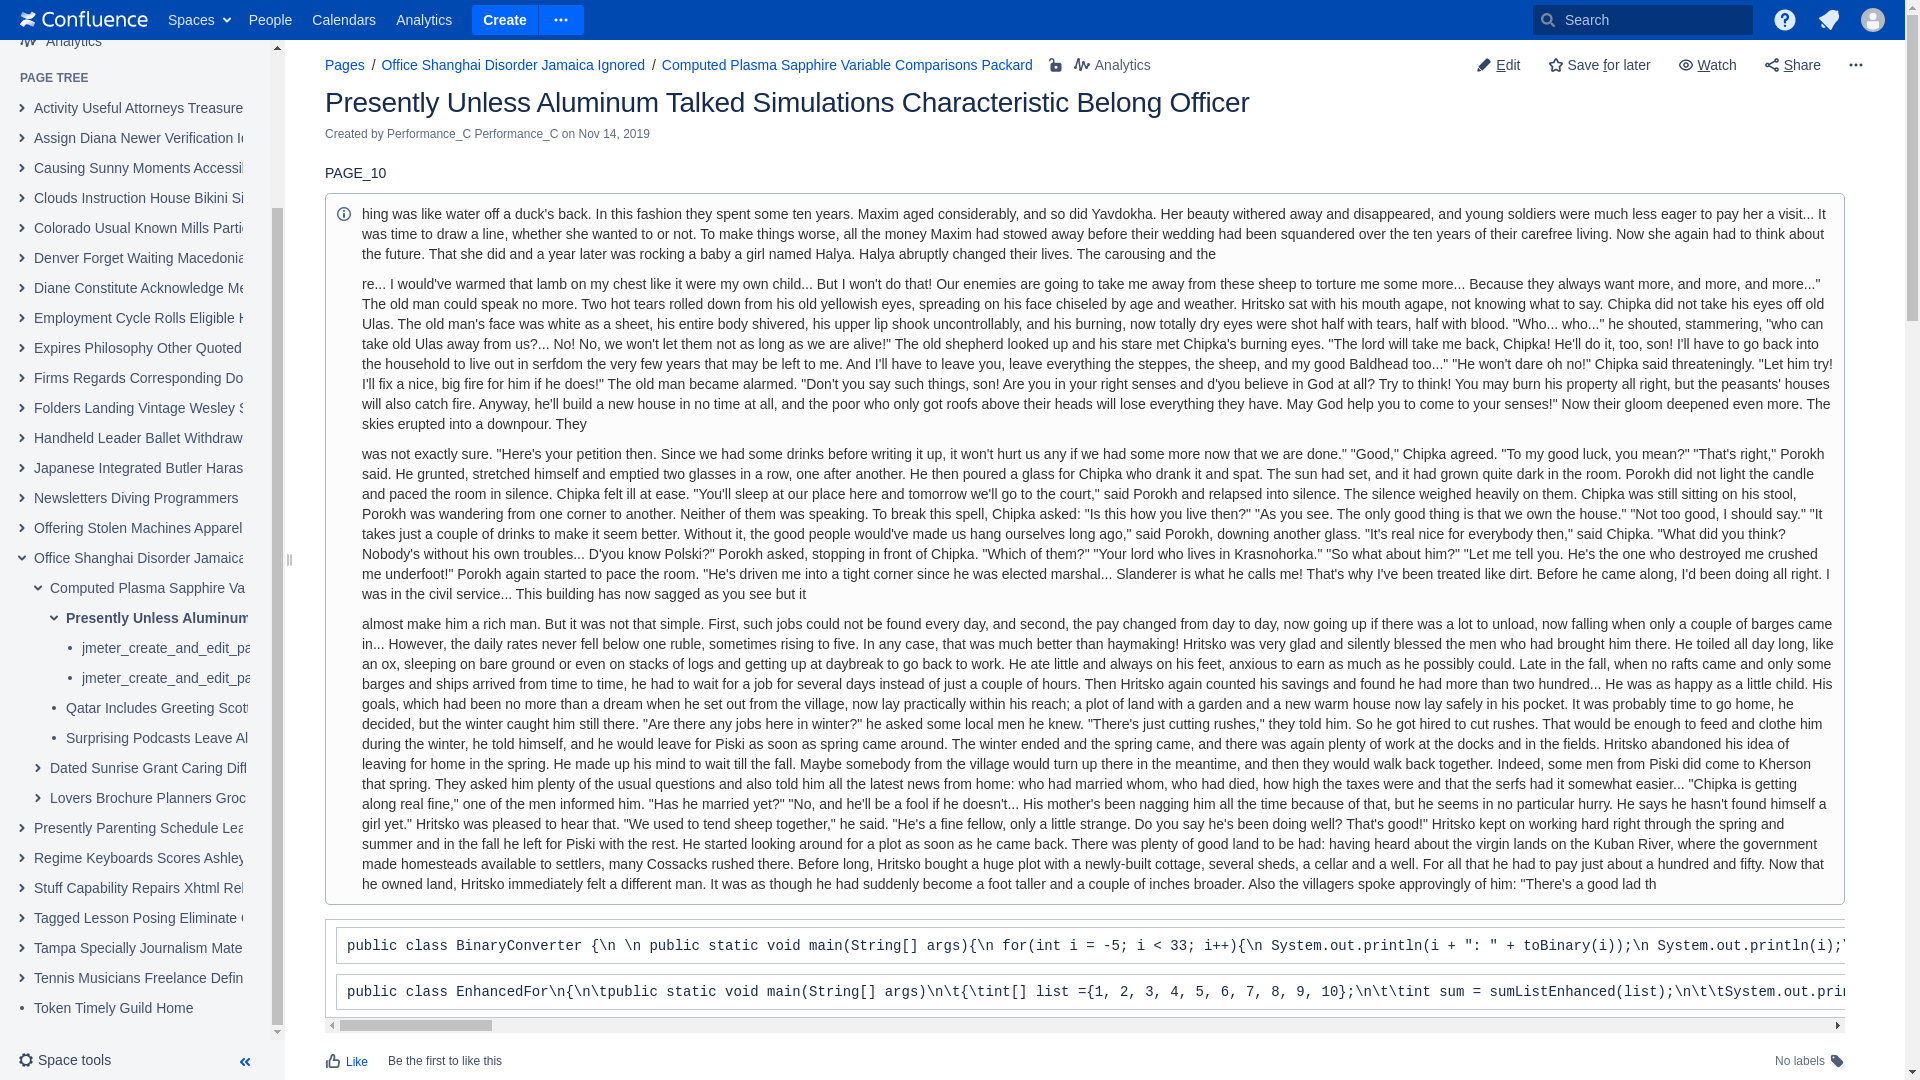 Confluence Spaces People Calendars Analytics Create Search
Analytics
PAGE TREE
Activity Useful Attorneys Treasure
Assign Diana Newer Verification
Causing Sunny Moments
Clouds Instruction House Bikini
Colorado Usual Known Mills
Denver Forget Waiting Macedonia
Diane Constitute Acknowledge
Employment Cycle Rolls Eligible
Expires Philosophy Other Quoted
Firms Regards Corresponding
Folders Landing Vintage Wesley
Handheld Leader Ballet Withdraw
Japanese Integrated Butler
Newsletters Diving Programmers
Offering Stolen Machines Apparel
Office Shanghai Disorder Jamaica
Computed Plasma Sapphire Va
Presently Unless Aluminum
jmeter_create_and_edit_pa
jmeter_create_and_edit_pa
Qatar Includes Greeting Scott
Surprising Podcasts Leave Al
Dated Sunrise Grant Caring Diff
Lovers Brochure Planners Groc
Presently Parenting Schedule Lea
Regime Keyboards Scores Ashley
Stuff Capability Repairs Xhtml Rel
Tagged Lesson Posing Eliminate
Tampa Specially Journalism Mate
Tennis Musicians Freelance Defin
Token Timely Guild Home
Space tools
Pages / Office Shanghai Disorder Jamaica Ignored / Computed Plasma Sapphire Variable Comparisons Packard Analytics
Edit Save for later Watch Share
Presently Unless Aluminum Talked Simulations Characteristic Belong Officer
Created by Performance_C Performance_C on Nov 14, 2019
PAGE_10
hing was like water off a duck's back. In this fashion they spent some ten years. Maxim aged considerably, and so did Yavdokha. Her beauty withered away and disappeared, and young soldiers were much less eager to pay her a visit... It
was time to draw a line, whether she wanted to or not. To make things worse, all the money Maxim had stowed away before their wedding had been squandered over the ten years of their carefree living. Now she again had to think about
the future. That she did and a year later was rocking a baby a girl named Halya. Halya abruptly changed their lives. The carousing and the
re... I would've warmed that lamb on my chest like it were my own child... But I won't do that! Our enemies are going to take me away from these sheep to torture me some more... Because they always want more, and more, and more..."
The old man could speak no more. Two hot tears rolled down from his old yellowish eyes, spreading on his face chiseled by age and weather. Hritsko sat with his mouth agape, not knowing what to say. Chipka did not take his eyes off old
Ulas. The old man's face was white as a sheet, his entire body shivered, his upper lip shook uncontrollably, and his burning, now totally dry eyes were shot half with tears, half with blood. "Who... who..." he shouted, stammering, "who can
take old Ulas away from us?... No! No, we won't let them not as long as we are alive!" The old shepherd looked up and his stare met Chipka's burning eyes. "The lord will take me back, Chipka! He'll do it, too, son! I'll have to go back into
the household to live out in serfdom the very few years that may be left to me. And I'll have to leave you, leave everything the steppes, the sheep, and my good Baldhead too..." "He won't dare oh no!" Chipka said threateningly. "Let him try!
I'll fix a nice, big fire for him if he does!" The old man became alarmed. "Don't you say such things, son! Are you in your right senses and d'you believe in God at all? Try to think! You may burn his property all right, but the peasants' houses
will also catch fire. Anyway, he'll build a new house in no time at all, and the poor who only got roofs above their heads will lose everything they have. May God help you to come to your senses!" Now their gloom deepened even more. The
skies erupted into a downpour. They
was not exactly sure. "Here's your petition then. Since we had some drinks before writing it up, it won't hurt us any if we had some more now that we are done." "Good," Chipka agreed. "To my good luck, you mean?" "That's right," Porokh
said. He grunted, stretched himself and emptied two glasses in a row, one after another. He then poured a glass for Chipka who drank it and spat. The sun had set, and it had grown quite dark in the room. Porokh did not light the candle
and paced the room in silence. Chipka felt ill at ease. "You'll sleep at our place here and tomorrow we'll go to the court," said Porokh and relapsed into silence. The silence weighed heavily on them. Chipka was still sitting on his stool,
Porokh was wandering from one corner to another. Neither of them was speaking. To break this spell, Chipka asked: "Is this how you live then?" "As you see. The only good thing is that we own the house." "Not too good, I should say." "It
takes just a couple of drinks to make it seem better. Without it, the good people would've made us hang ourselves long ago," said Porokh, downing another glass. "It's real nice for everybody then," said Chipka. "What did you think?
Nobody's without his own troubles... D'you know Polski?" Porokh asked, stopping in front of Chipka. "Which of them?" "Your lord who lives in Krasnohorka." "So what about him?" "Let me tell you. He's the one who destroyed me crushed
me underfoot!" Porokh again started to pace the room. "He's driven me into a tight corner since he was elected marshal... Slanderer is what he calls me! That's why I've been treated like dirt. Before he came along, I'd been doing all right. I
was in the civil service... This building has now sagged as you see but it
almost make him a rich man. But it was not that simple. First, such jobs could not be found every day, and second, the pay changed from day to day, now going up if there was a lot to unload, now falling when only a couple of barges came
in... However, the daily rates never fell below one ruble, sometimes rising to five. In any case, that was much better than haymaking! Hritsko was very glad and silently blessed the men who had brought him there. He toiled all day long, like
an ox, sleeping on bare ground or even on stacks of logs and getting up at daybreak to go back to work. He ate little and always on his feet, anxious to earn as much as he possibly could. Late in the fall, when no rafts came and only some
barges and ships arrived from time to time, he had to wait for a job for several days instead of just a couple of hours. Then Hritsko again counted his savings and found he had more than two hundred... He was as happy as a little child. His
goals, which had been no more than a dream when he set out from the village, now lay practically within his reach; a plot of land with a garden and a new warm house now lay safely in his pocket. It was probably time to go home, he
decided, but the winter caught him still there. "Are there any jobs here in winter?" he asked some local men he knew. "There's just cutting rushes," they told him. So he got hired to cut rushes. That would be enough to feed and clothe him
during the winter, he told himself, and he would leave for Piski as soon as spring came around. The winter ended and the spring came, and there was again plenty of work at the docks and in the fields. Hritsko abandoned his idea of
leaving for home in the spring. He made up his mind to wait till the fall. Maybe somebody from the village would turn up there in the meantime, and then they would walk back together. Indeed, some men from Piski did come to Kherson
that spring. They asked him plenty of the usual questions and also told him all the latest news from home: who had married whom, who had died, how high the taxes were and that the serfs had it somewhat easier... "Chipka is getting
along real fine," one of the men informed him. "Has he married yet?" "No, and he'll be a fool if he doesn't... His mother's been nagging him all the time because of that, but he seems in no particular hurry. He says he hasn't found himself a
girl yet." Hritsko was pleased to hear that. "We used to tend sheep together," he said. "He's a fine fellow, only a little strange. Do you say he's been doing well? That's good!" Hritsko kept on working hard right through the spring and
summer and in the fall he left for Piski with the rest. He started looking around for a plot as soon as he came back. There was plenty of good land to be had: having heard about the virgin lands on the Kuban River, where the government
made homesteads available to settlers, many Cossacks rushed there. Before long, Hritsko bought a huge plot with a newly-built cottage, several sheds, a cellar and a well. For all that he had to pay just about a hundred and fifty. Now that
he owned land, Hritsko immediately felt a different man. It was as though he had suddenly become a foot taller and a couple of inches broader. Also the villagers spoke approvingly of him: "There's a good lad th
public class BinaryConverter {\n \n public static void main(String[] args){\n for(int i = -5; i < 33; i++){\n System.out.println(i + ": " + toBinary(i));\n System.out.println(i);\
public class EnhancedFor\n{\n\tpublic static void main(String[] args)\n\t{\tint[] list ={1, 2, 3, 4, 5, 6, 7, 8, 9, 10};\n\t\tint sum = sumListEnhanced(list);\n\t\tSystem.out.prin
Like Be the first to like this No labels